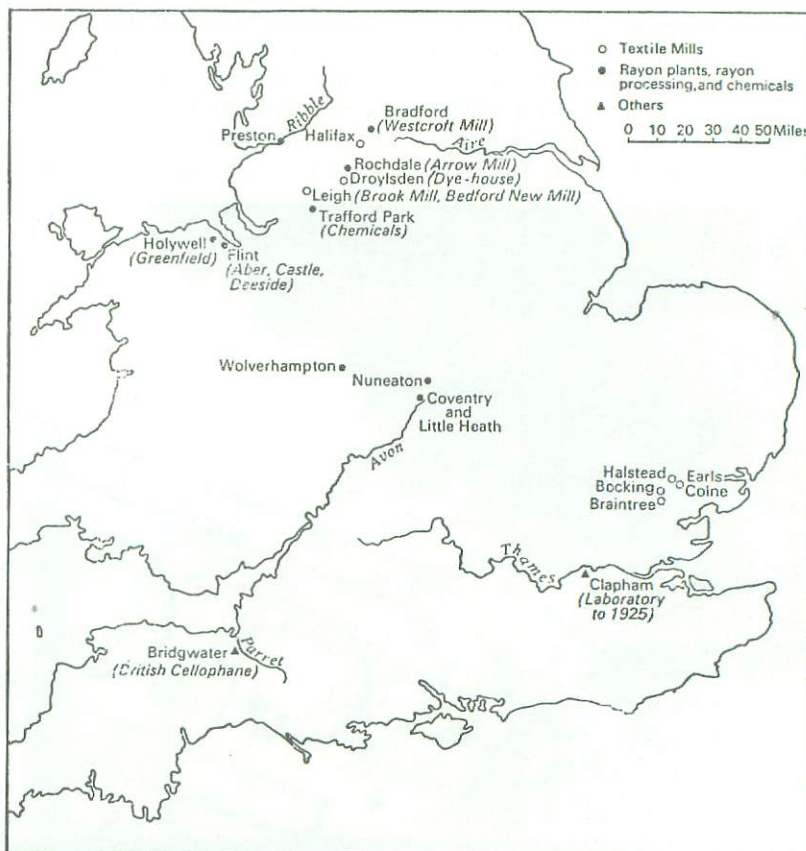 Textile Mills
Rayon plants, rayon
processing, and chemicals
Others
0 10 20 30 40 50 Miles
Ribble
Bradford
(Westcroft Mill)
Preston
Halifax
Aire
Rochdale (Arrow Mill)
Droylsden (Dye-house)
Leigh (Brook Mill, Bedford New Mill)
Trafford Park
(Chemicals)
Holywell
(Greenfield)
Flint
(Aber, Castle,
Deeside)
Wolverhampton
Nuneaton
Coventry
and
Little Heath
Avon
Halstead
Earls
Colne
Bocking
Braintree
Thames
Clapham
(Laboratory
to 1925)
Bridgwater
(British Cellophane)
Parret